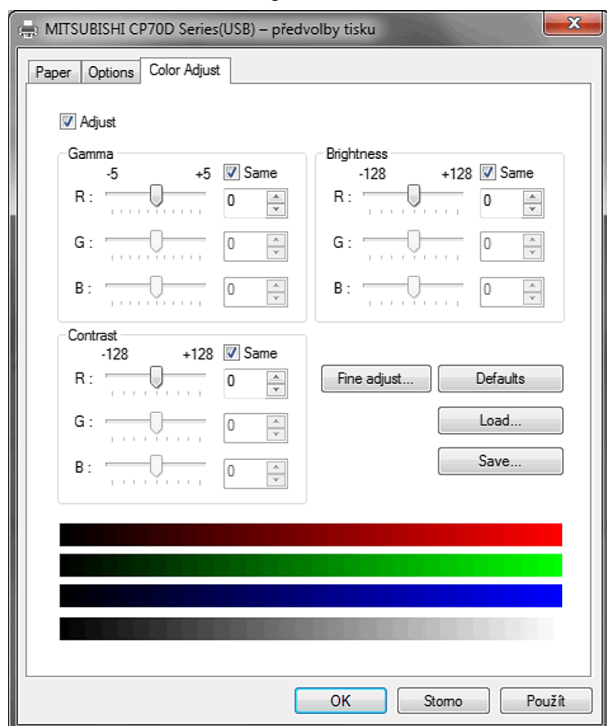 MITSUBISHI CP70D Series(USB) – předvolby tisku
Paper Options Color Adjust
Adjust
Gamma
-5 +5 Same
R : 0
G : 0
B : 0
Brightness
-128 +128 Same
R : 0
G : 0
B : 0
Contrast
-128 +128 Same
R : 0
G : 0
B : 0
Fine adjust... Defaults
Load...
Save...
OK Storno Použít